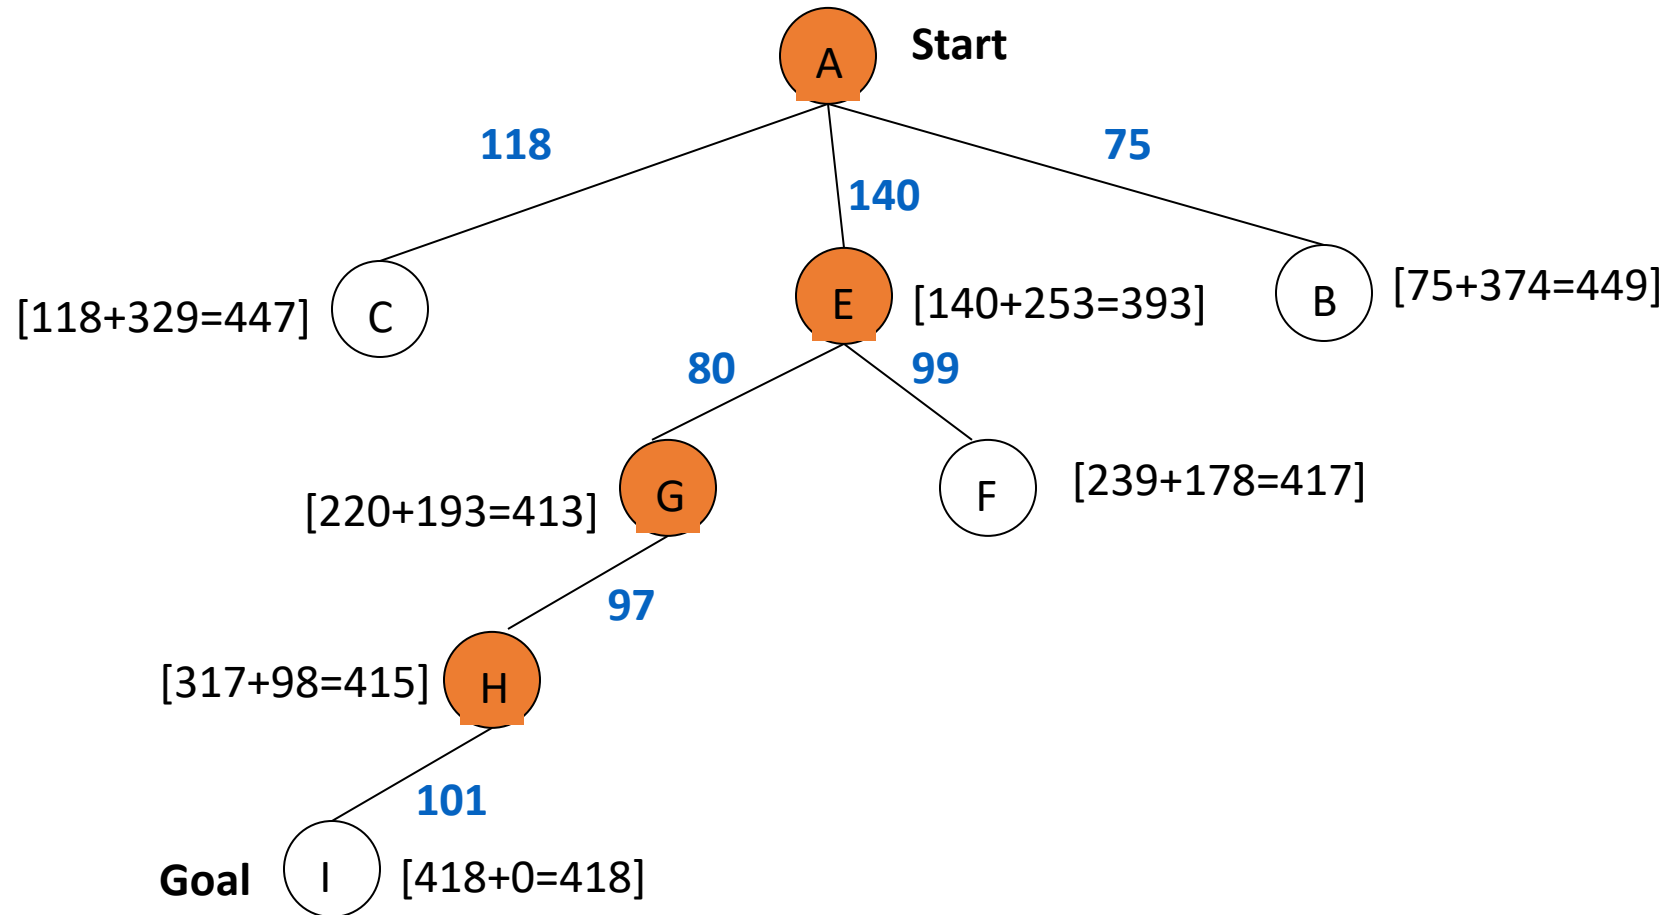 A Start
118
75
140
[118+329=447] C
E [140+253=393]
B [75+374=449]
80
99
[220+193=413] G
F [239+178=417]
97
[317+98=415] H
101
Goal I [418+0=418]